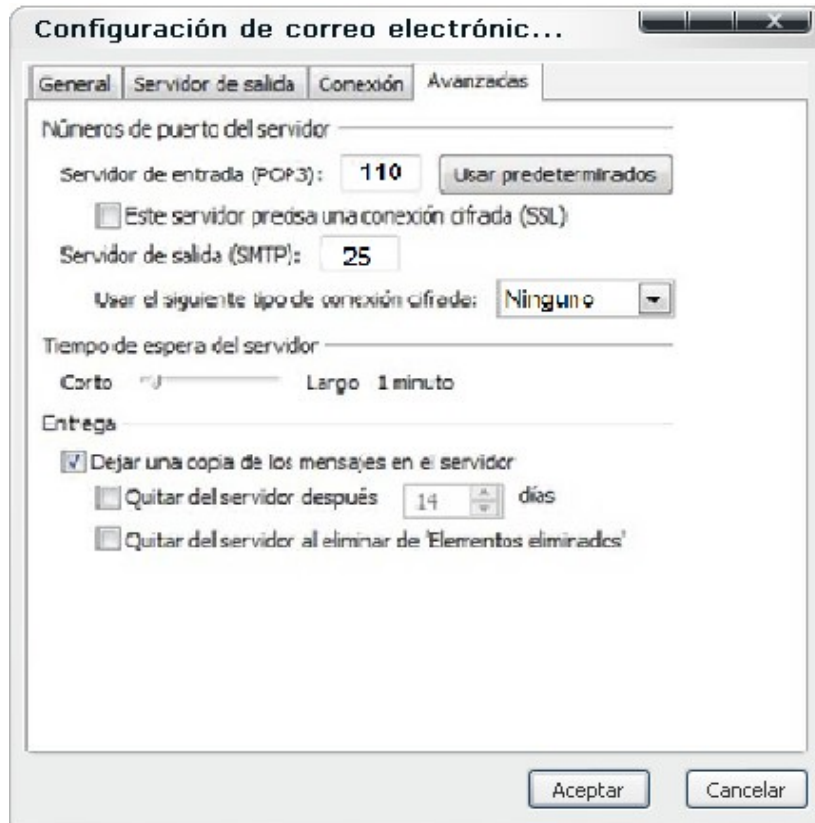 Configuración de correo electrónic...
General Servidor de salida Conexión Avanzadas
Números de puerto del servidor
Servidor de entrada (POP3): 110 Usar predeterminados
Este servidor precisa una conexión cifrada (SSL)
Servidor de salida (SMTP): 25
Usar el siguiente tipo de conexión cifrada: Ninguno
Tiempo de espera del servidor
Corto Largo 1 minuto
Entrega
Dejar una copia de los mensajes en el servidor
Quitar del servidor después 14 días
Quitar del servidor al eliminar de 'Elementos eliminados'
Aceptar Cancelar